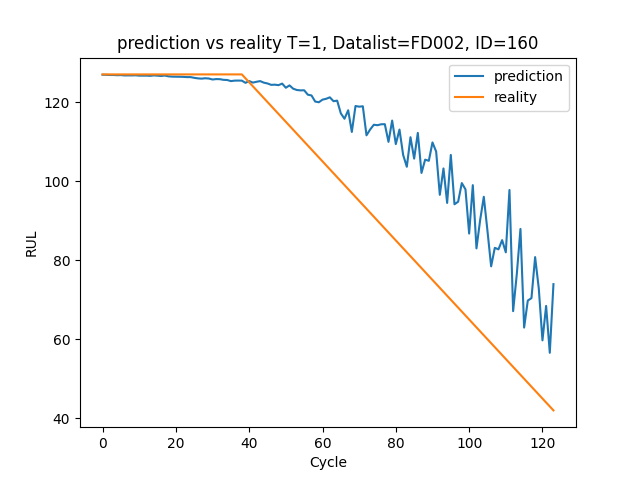 prediction vs reality T=1, Datalist=FD002, ID=160
prediction
reality
RUL
120
100
80
60
40
0 20 40 60 80 100 120
Cycle